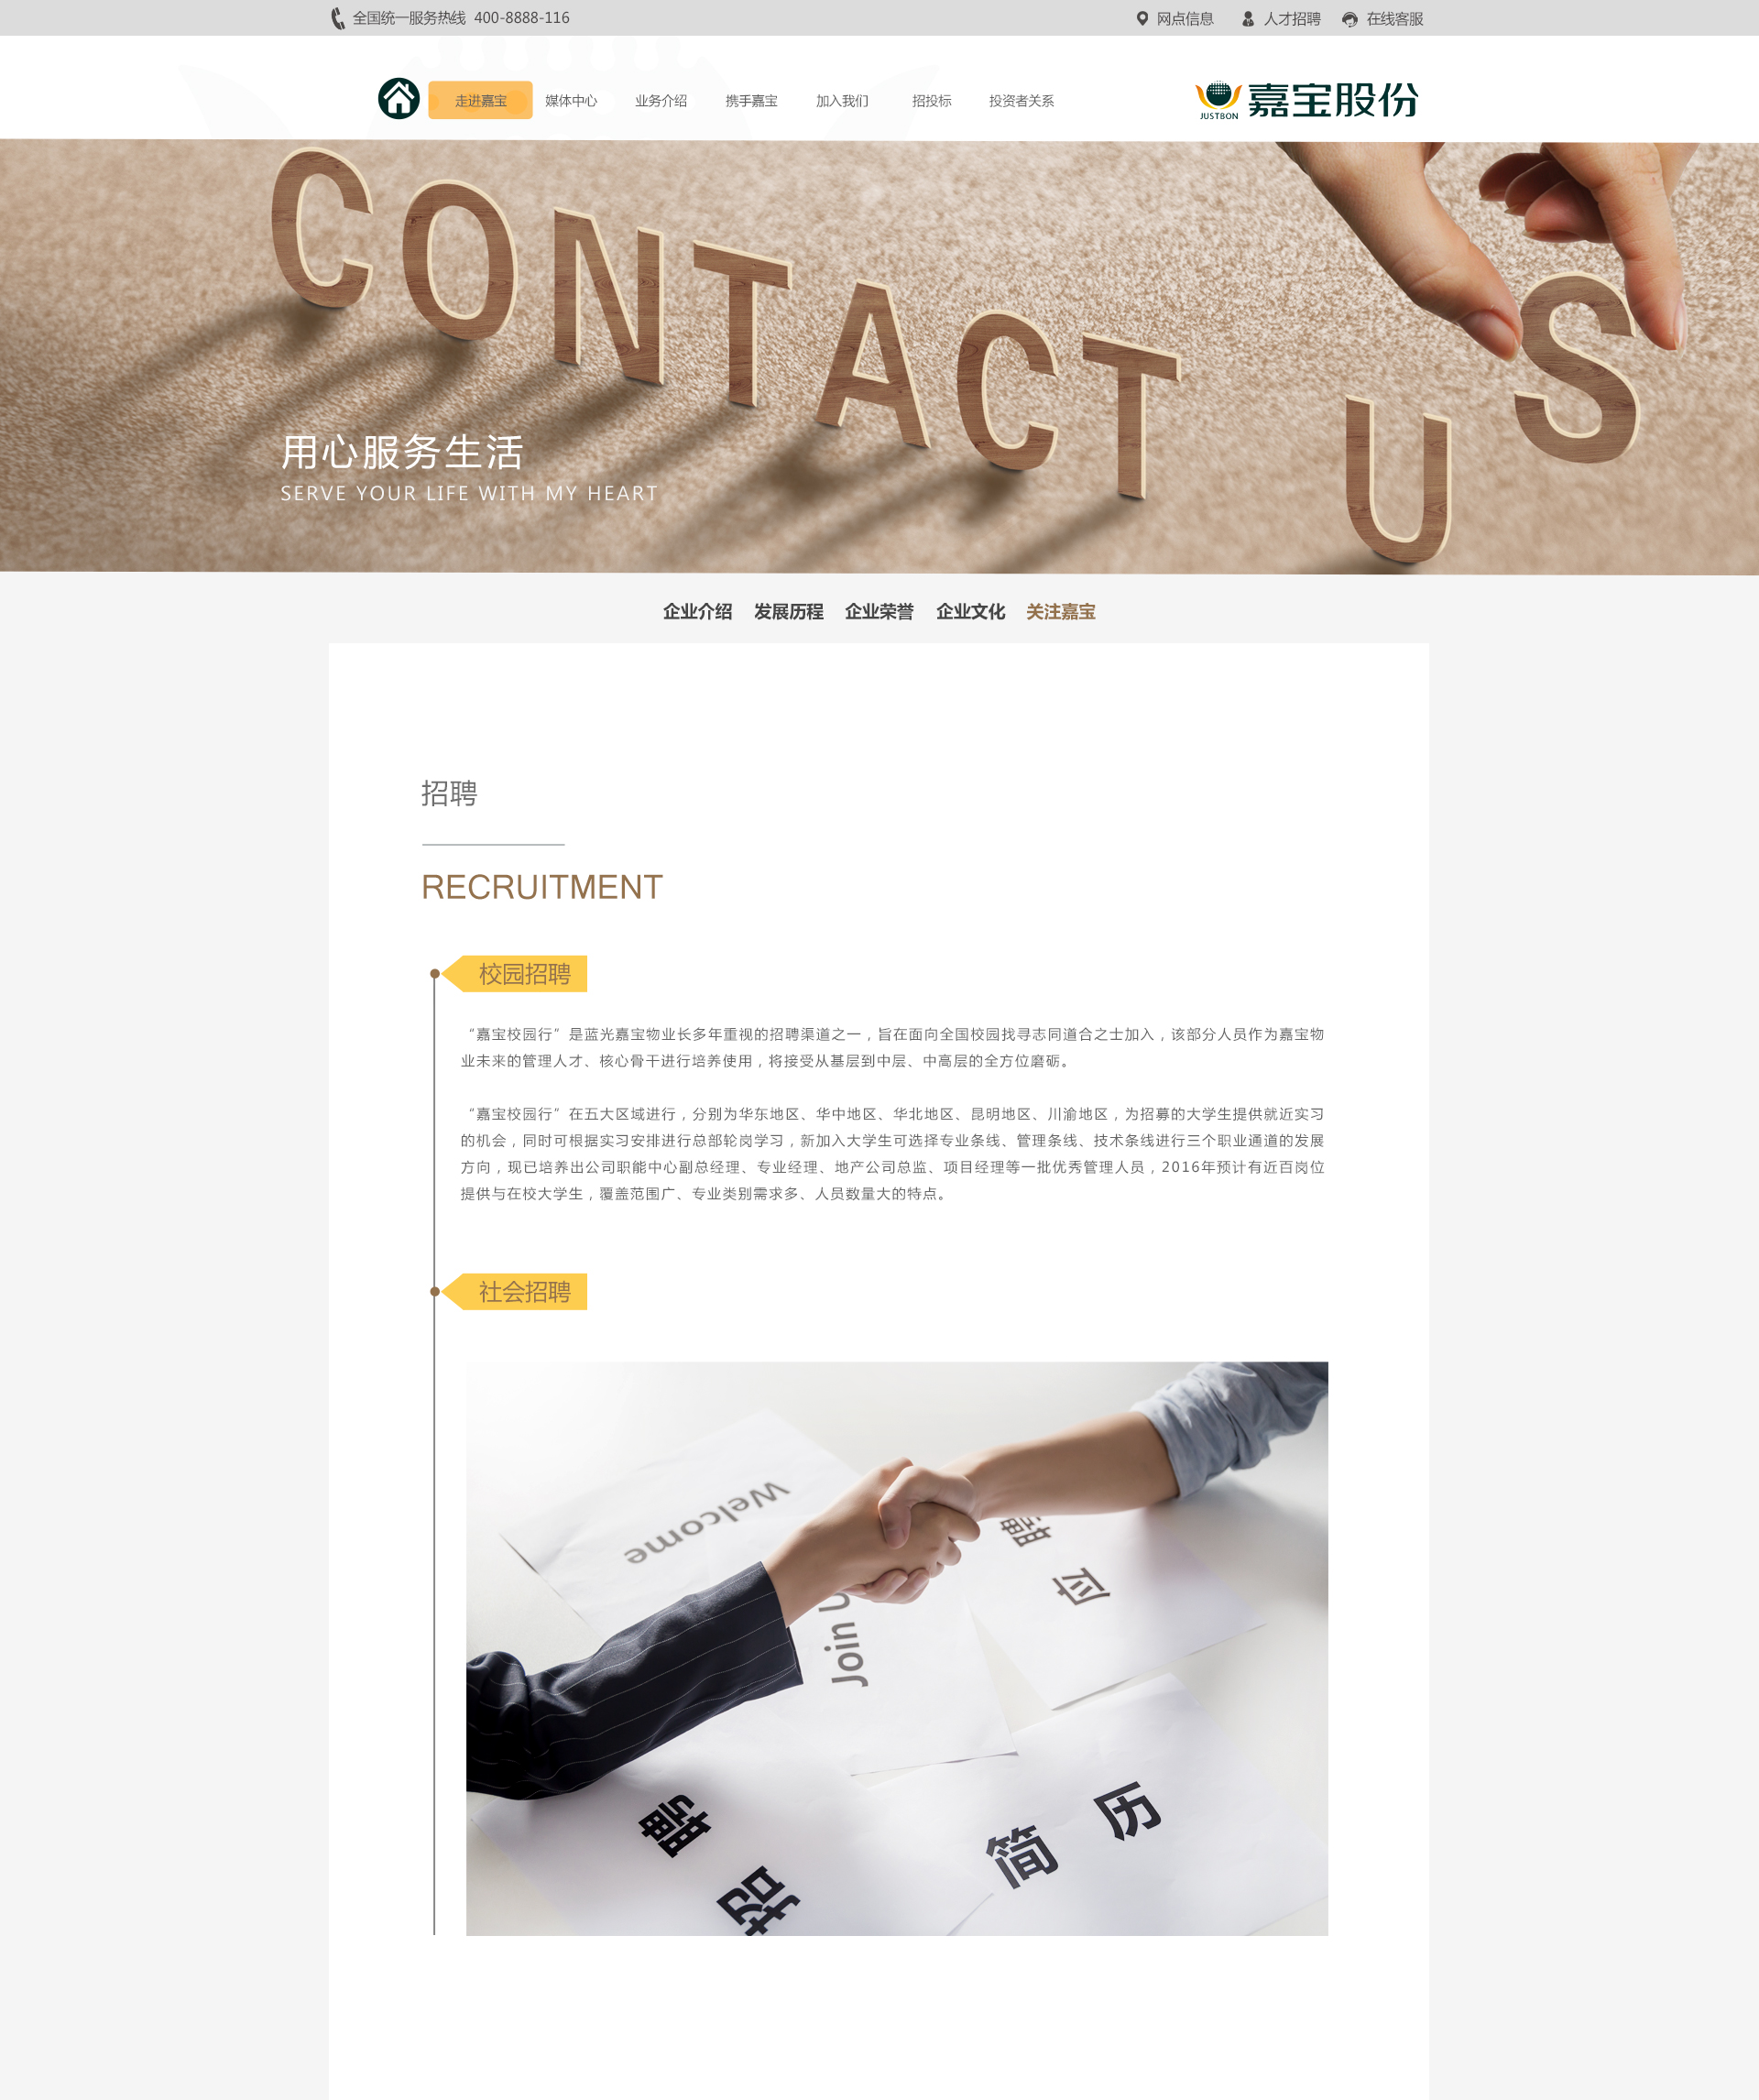 全国统一服务热线 400-8888-116
网点信息 人才招聘 在线客服
走进嘉宝 媒体中心 业务介绍 携手嘉宝 加入我们 招投标 投资者关系
JUSTBON
嘉宝股份
CONTACT US
用心服务生活
SERVE YOUR LIFE WITH MY HEART
企业介绍 发展历程 企业荣誉 企业文化 关注嘉宝
招聘
RECRUITMENT
校园招聘
“嘉宝校园行”是蓝光嘉宝物业长多年重视的招聘渠道之一，旨在面向全国校园找寻志同道合之士加入，该部分人员作为嘉宝物
业未来的管理人才、核心骨干进行培养使用，将接受从基层到中层、中高层的全方位磨砺。
“嘉宝校园行”在五大区域进行，分别为华东地区、华中地区、华北地区、昆明地区、川渝地区，为招募的大学生提供就近实习
的机会，同时可根据实习安排进行总部轮岗学习，新加入大学生可选择专业条线、管理条线、技术条线进行三个职业通道的发展
方向，现已培养出公司职能中心副总经理、专业经理、地产公司总监、项目经理等一批优秀管理人员，2016年预计有近百岗位
提供与在校大学生，覆盖范围广、专业类别需求多、人员数量大的特点。
社会招聘
Welcome
应聘
Join U
招聘
简历